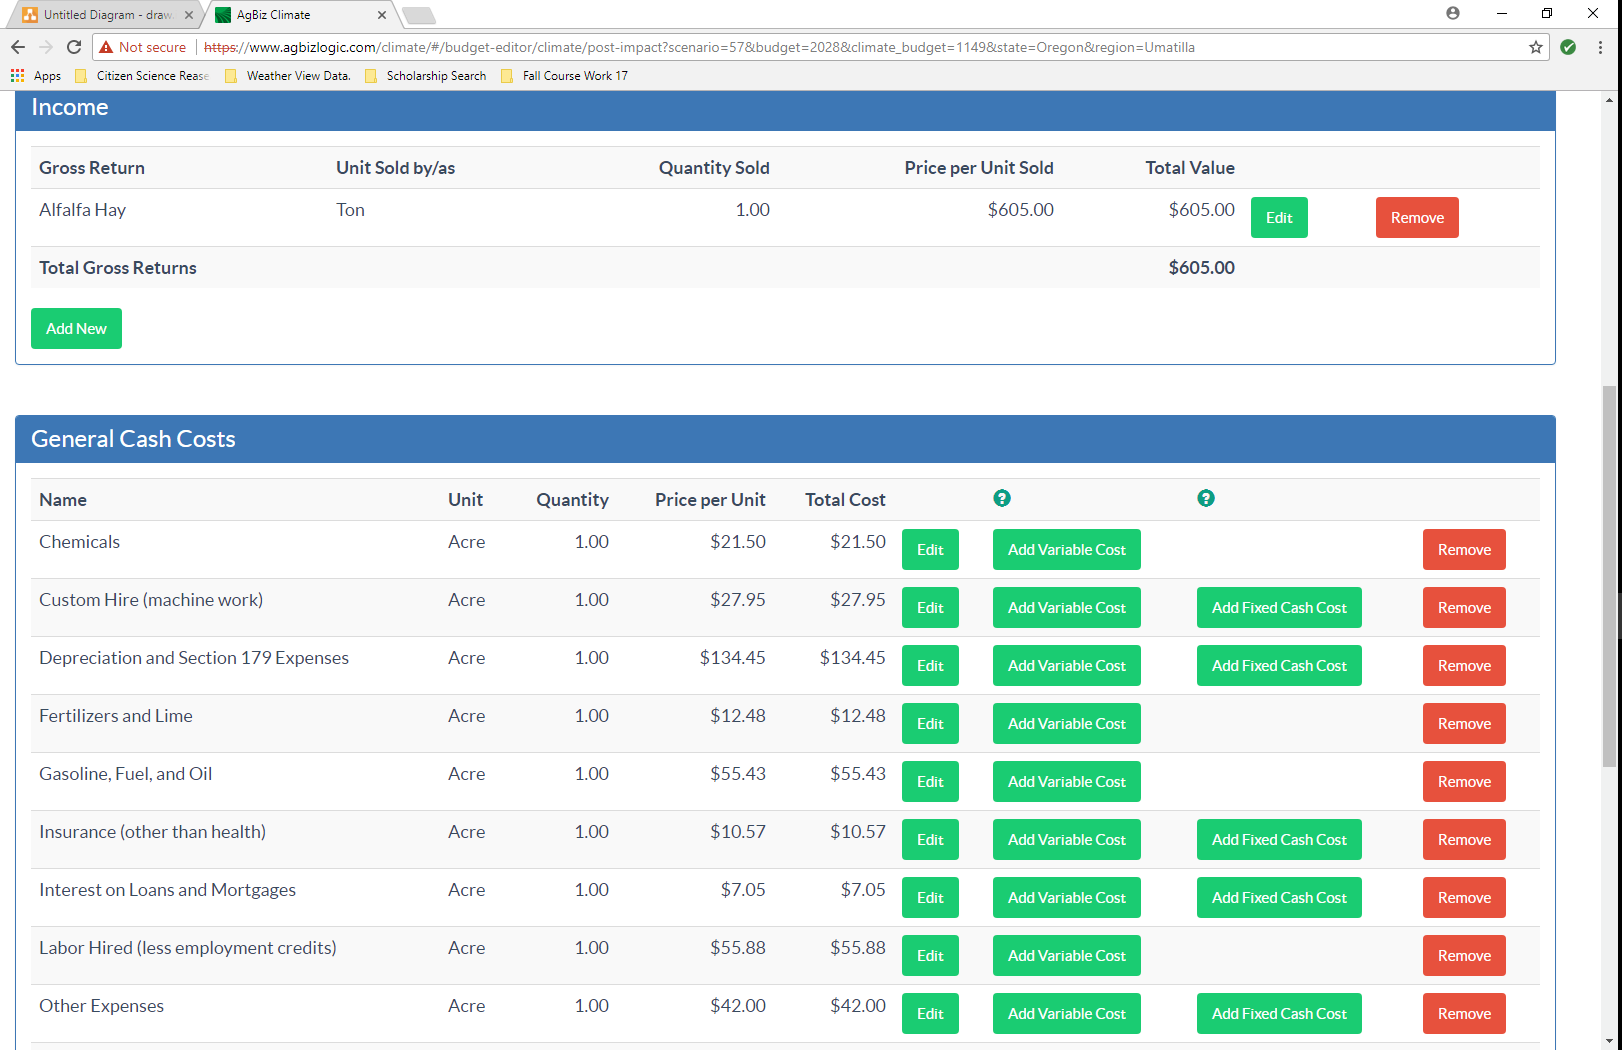 Untitled Diagram - draw.
AgBiz Climate
Not secure | https://www.agbizlogic.com/climate/#/budget-editor/climate/post-impact?scenario=57&budget=2028&climate_budget=1149&state=Oregon&region=Umatilla
Apps Citizen Science Rease Weather View Data. Scholarship Search Fall Course Work 17
Income
Gross Return Unit Sold by/as Quantity Sold Price per Unit Sold Total Value
Alfalfa Hay Ton 1.00 $605.00 $605.00 Edit Remove
Total Gross Returns $605.00
Add New
General Cash Costs
Name Unit Quantity Price per Unit Total Cost ? ?
Chemicals Acre 1.00 $21.50 $21.50 Edit Add Variable Cost Remove
Custom Hire (machine work) Acre 1.00 $27.95 $27.95 Edit Add Variable Cost Add Fixed Cash Cost Remove
Depreciation and Section 179 Expenses Acre 1.00 $134.45 $134.45 Edit Add Variable Cost Add Fixed Cash Cost Remove
Fertilizers and Lime Acre 1.00 $12.48 $12.48 Edit Add Variable Cost Remove
Gasoline, Fuel, and Oil Acre 1.00 $55.43 $55.43 Edit Add Variable Cost Remove
Insurance (other than health) Acre 1.00 $10.57 $10.57 Edit Add Variable Cost Add Fixed Cash Cost Remove
Interest on Loans and Mortgages Acre 1.00 $7.05 $7.05 Edit Add Variable Cost Add Fixed Cash Cost Remove
Labor Hired (less employment credits) Acre 1.00 $55.88 $55.88 Edit Add Variable Cost Remove
Other Expenses Acre 1.00 $42.00 $42.00 Edit Add Variable Cost Add Fixed Cash Cost Remove